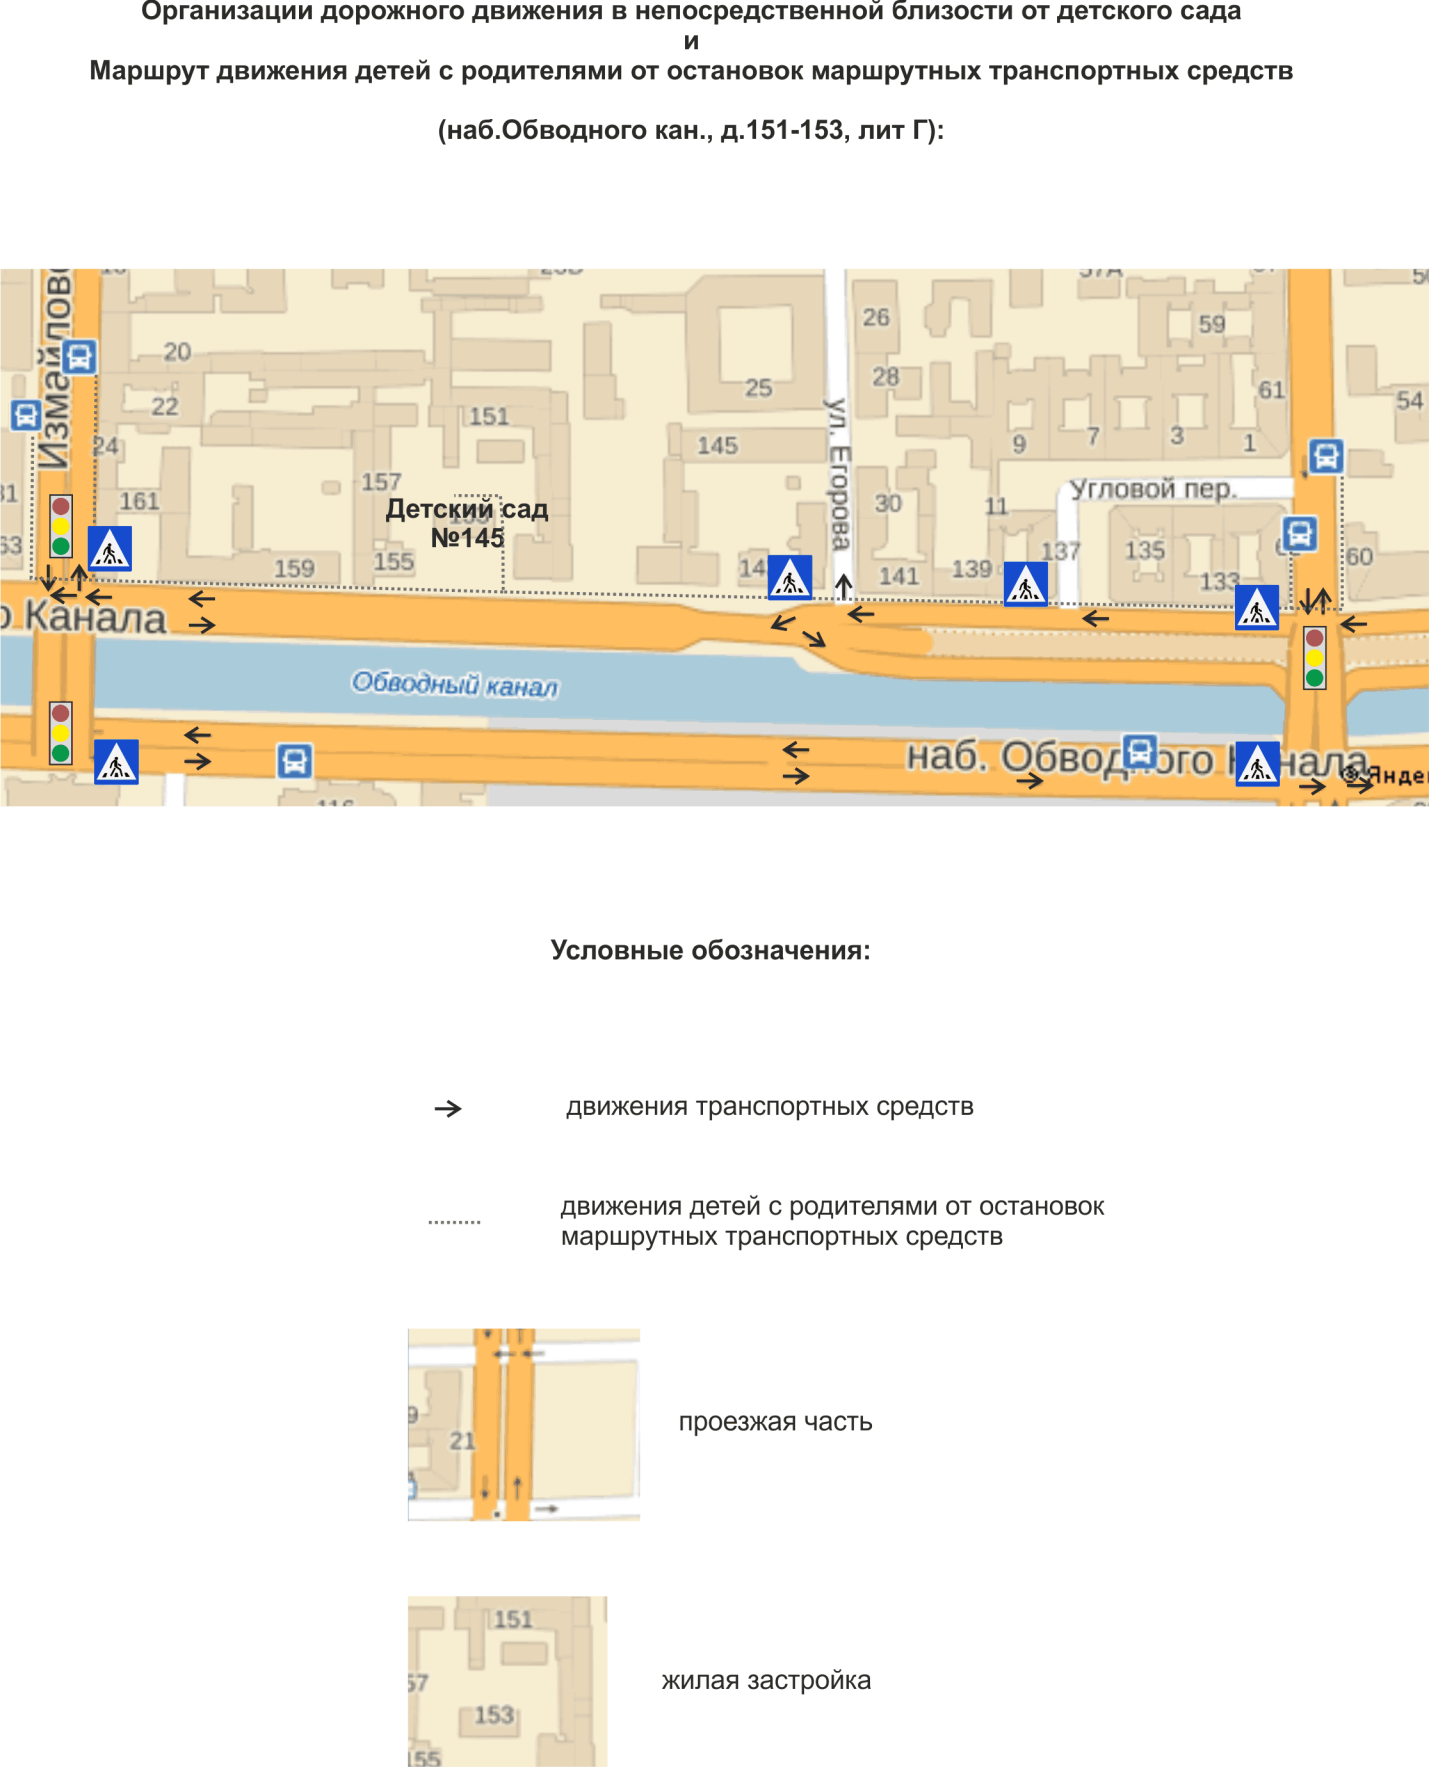 Организации дорожного движения в непосредственной близости от детского сада
и
Маршрут движения детей с родителями от остановок маршрутных транспортных средств
(наб.Обводного кан., д.151-153, лит Г):
26
59
20
28
25
61
54
22
151
ул. Егорова
9
7
3
1
24
145
157
Угловой пер.
161
30
11
Детский сад
№145
137
135
60
159
155
141
139
133
Канала
Обводный канал
наб. Обводного Канала
Условные обозначения:
движения транспортных средств
движения детей с родителями от остановок
маршрутных транспортных средств
21
проезжая часть
151
57
153
155
жилая застройка